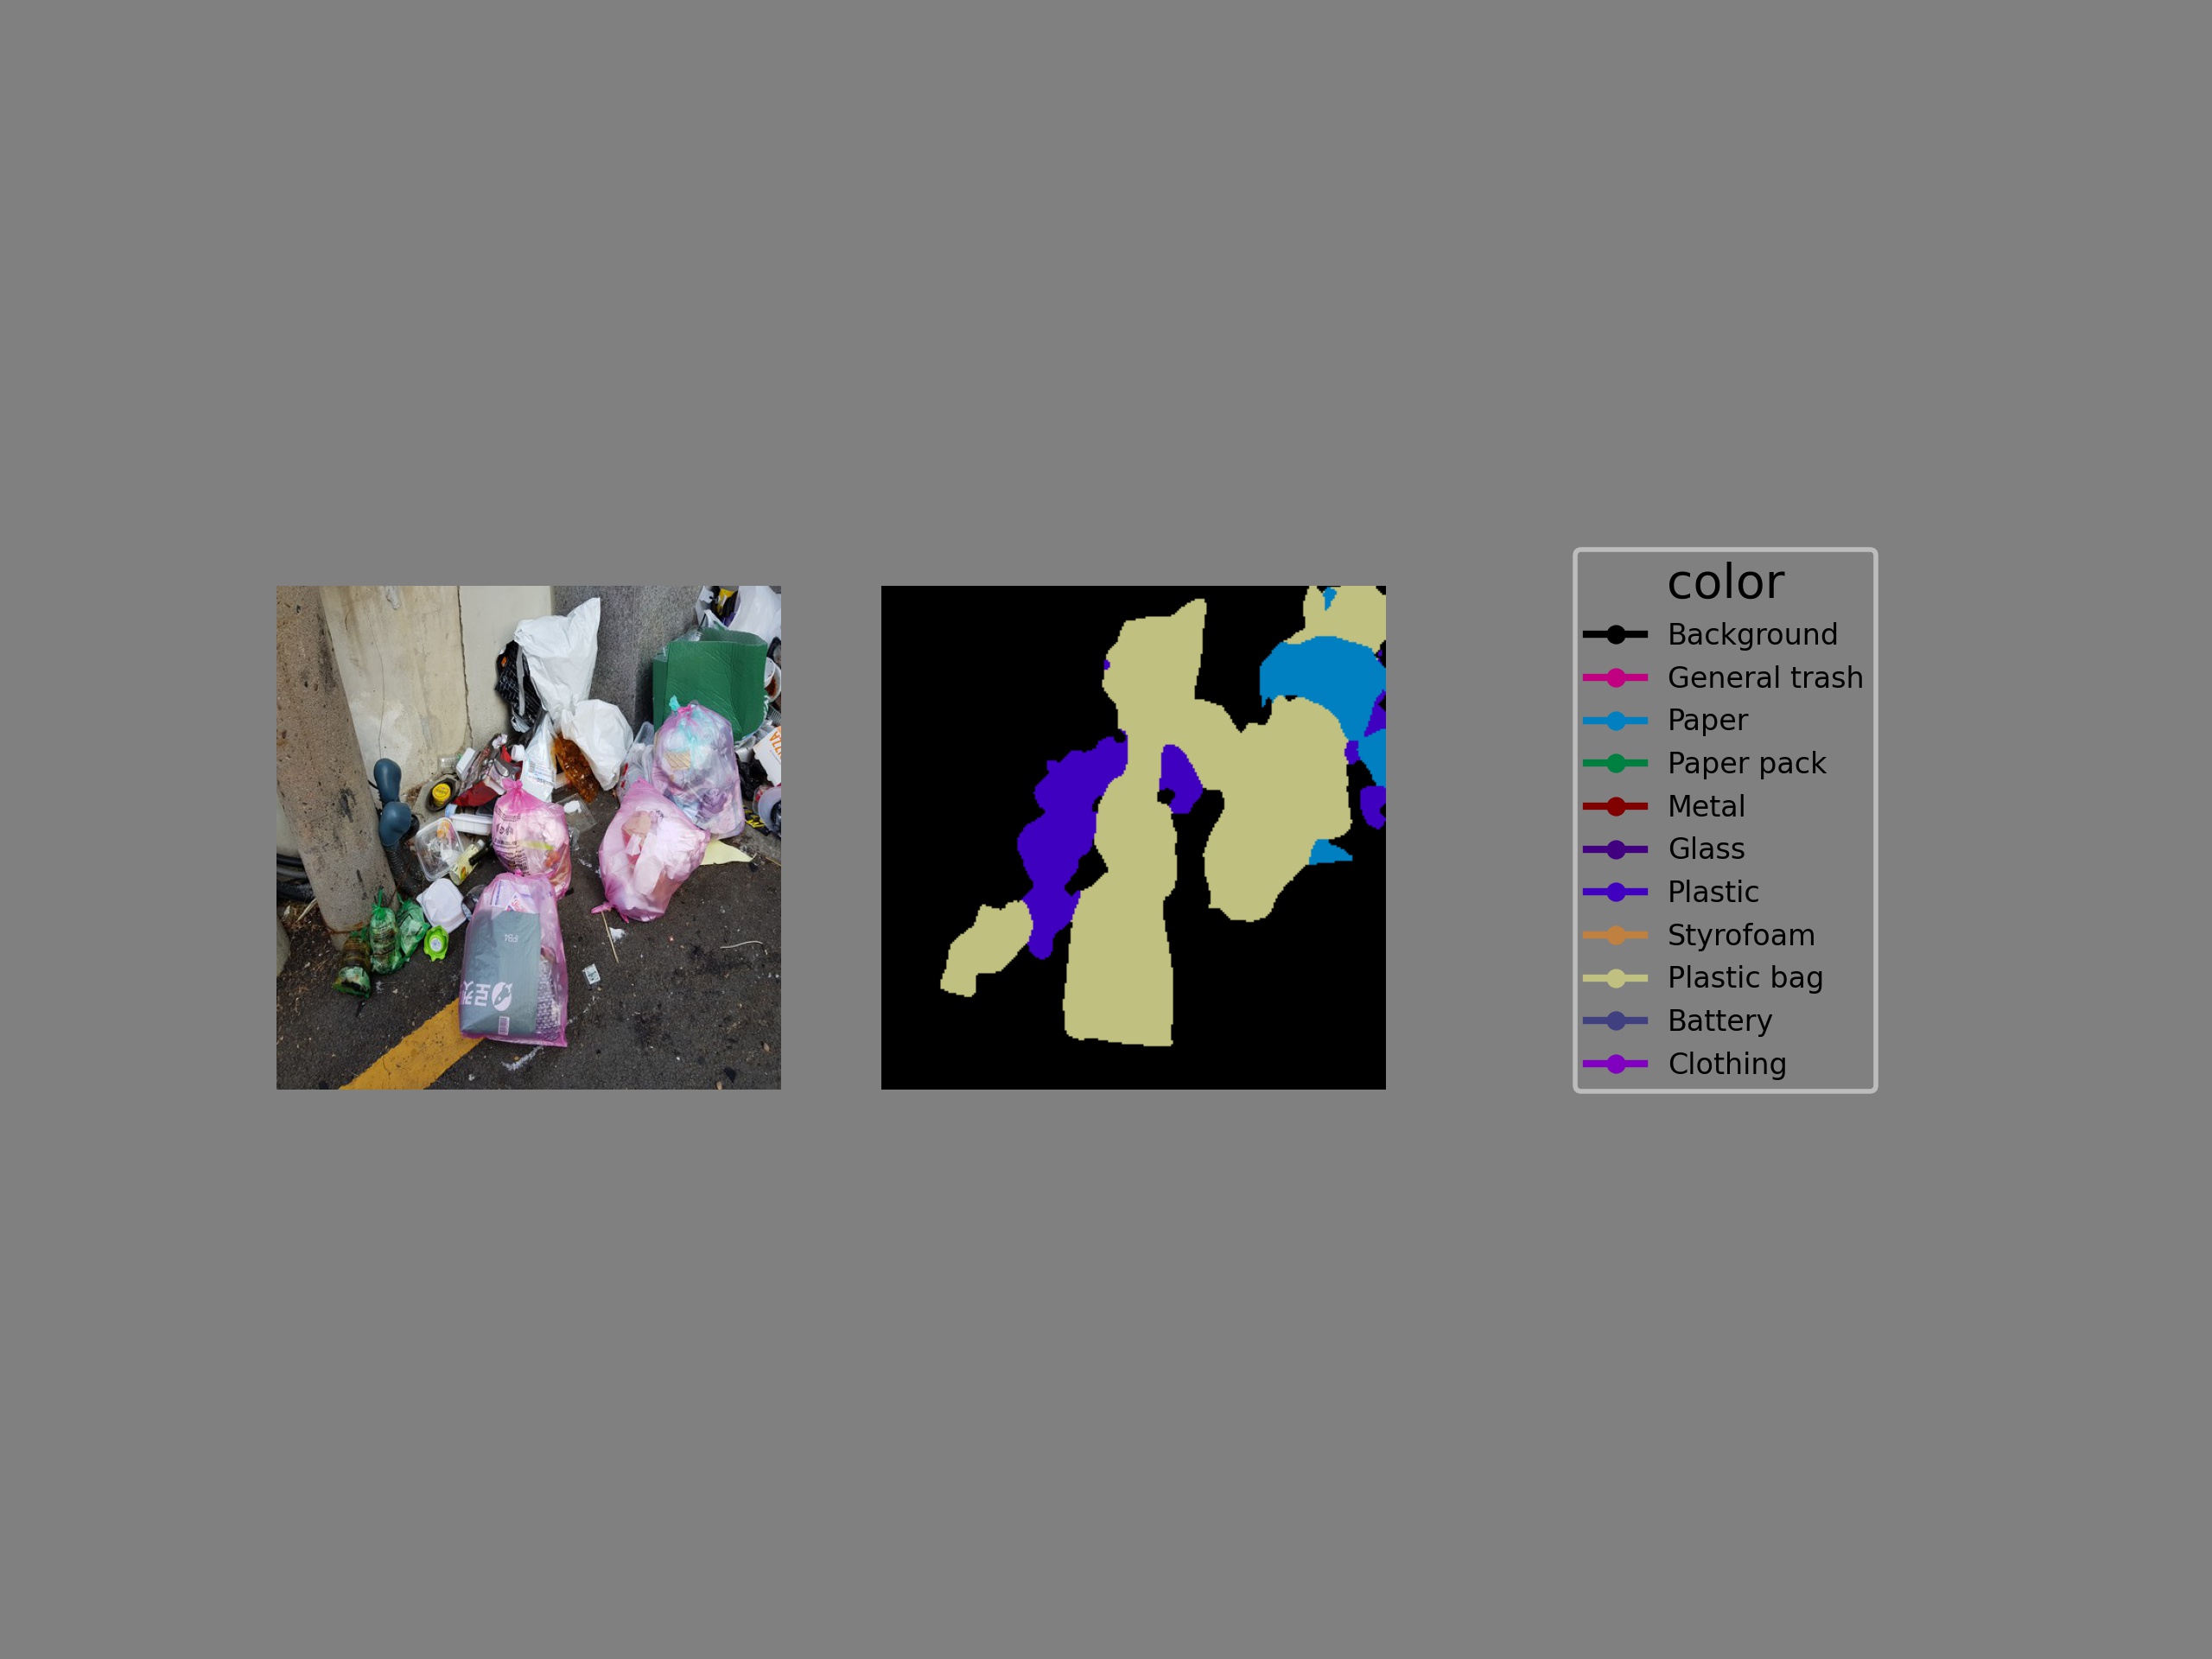 color
Background
General trash
Paper
Paper pack
Metal
Glass
Plastic
Styrofoam
Plastic bag
Battery
Clothing